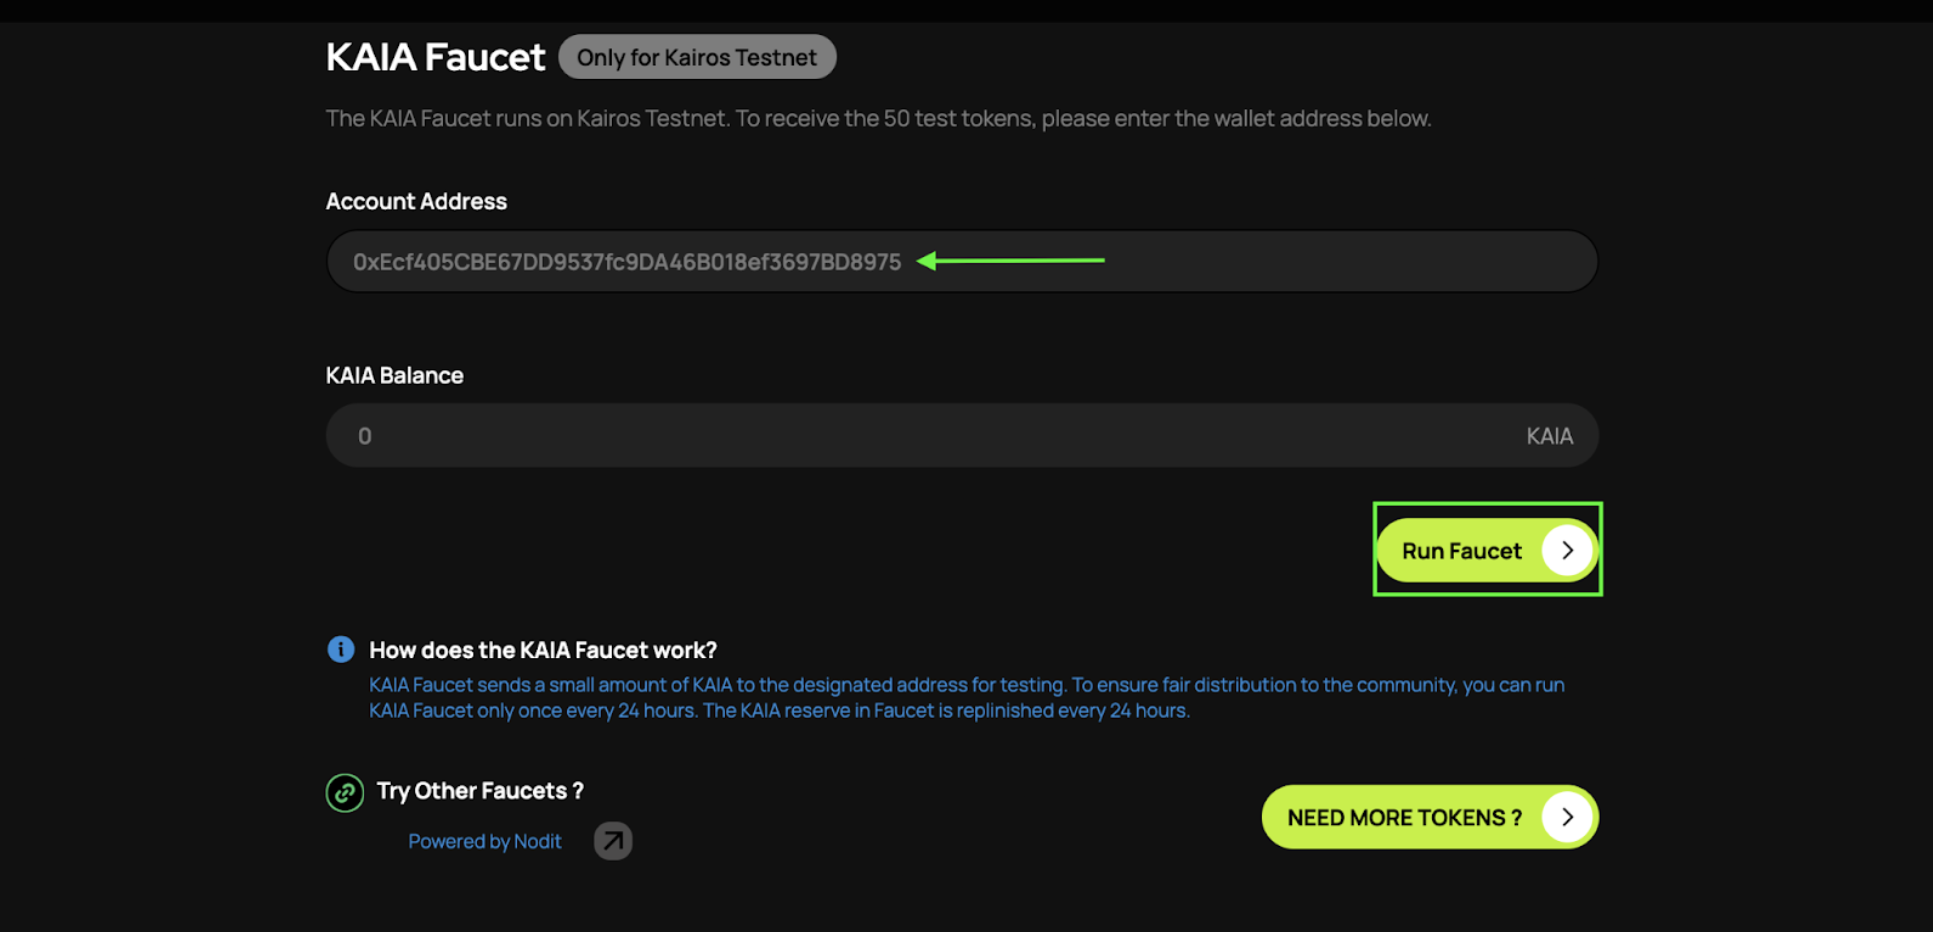 KAIA Faucet Only for Kairos Testnet
The KAIA Faucet runs on Kairos Testnet. To receive the 50 test tokens, please enter the wallet address below.
Account Address
0xEcf405CBE67DD9537fc9DA46B018ef3697BD8975
KAIA Balance
0 KAIA
Run Faucet
How does the KAIA Faucet work?
KAIA Faucet sends a small amount of KAIA to the designated address for testing. To ensure fair distribution to the community, you can run
KAIA Faucet only once every 24 hours. The KAIA reserve in Faucet is replinished every 24 hours.
Try Other Faucets ?
NEED MORE TOKENS ?
Powered by Nodit